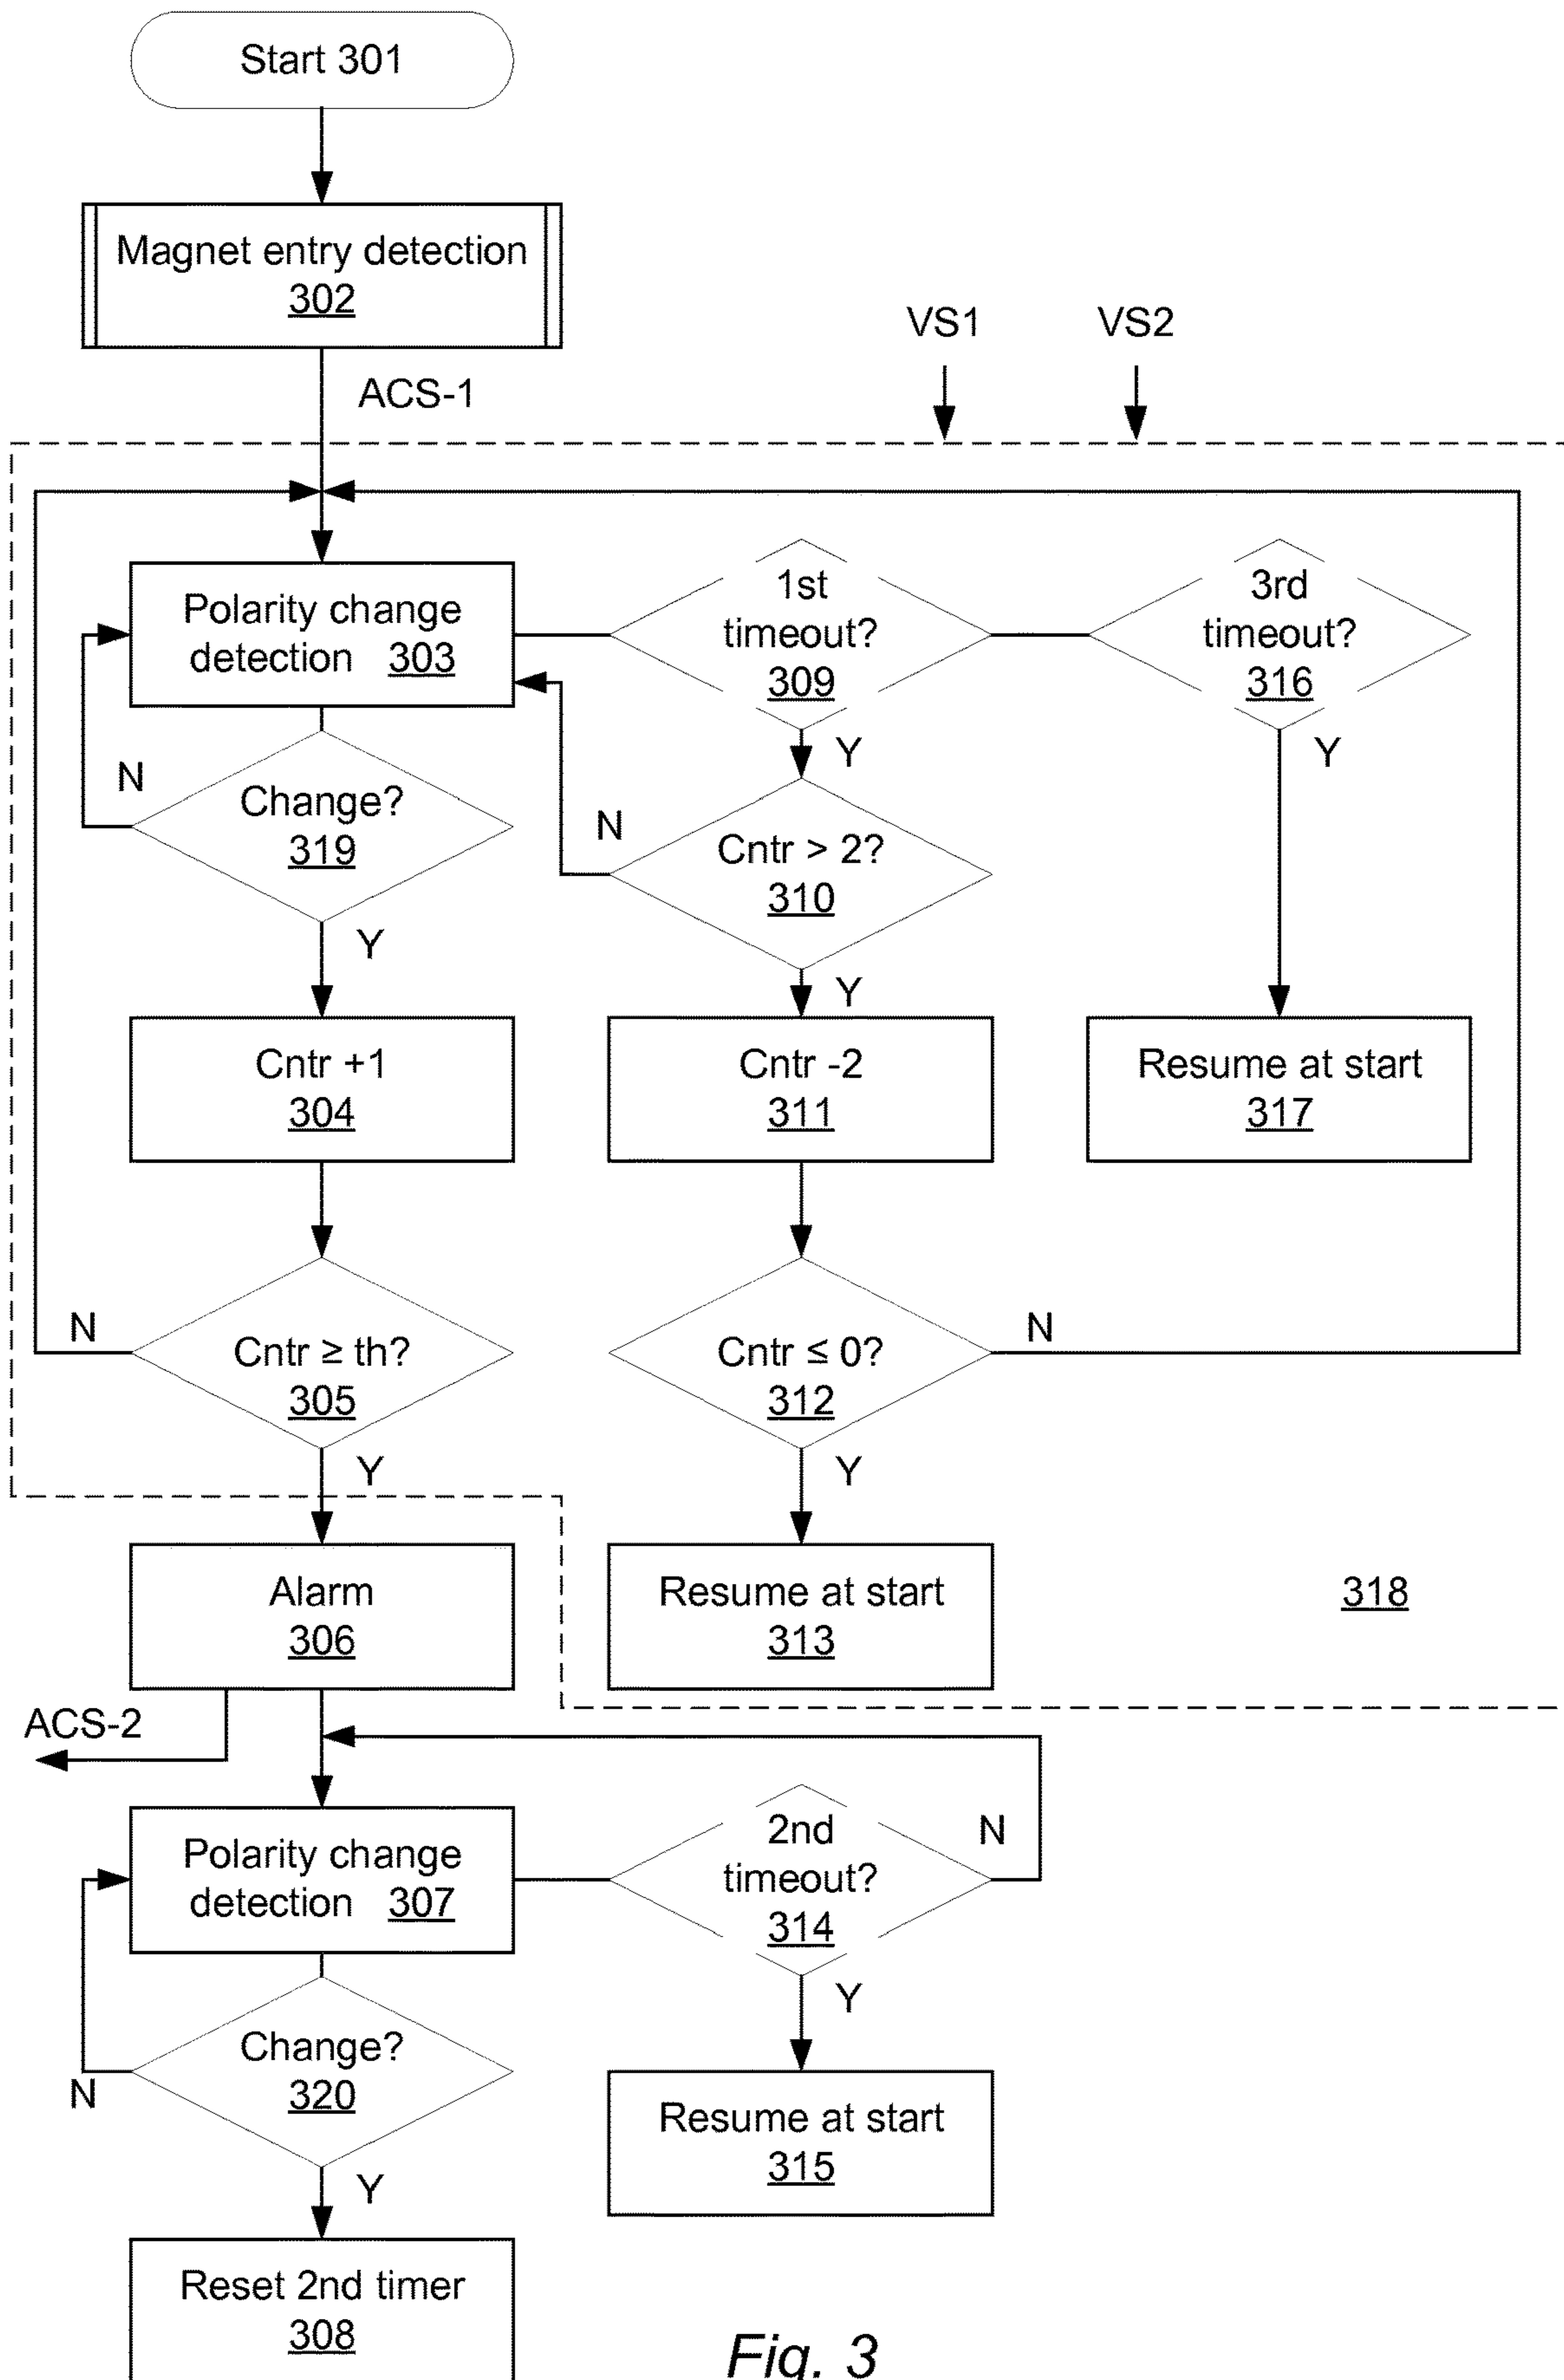 Start 301
Magnet entry detection
302
VS1
VS2
ACS-1
Polarity change
detection 303
1st
timeout?
309
3rd
timeout?
316
Y
Y
N
Change?
319
N
Cntr > 2?
310
Y
Y
Cntr +1
304
Cntr -2
311
Resume at start
317
N
Cntr ≥ th?
305
Cntr ≤ 0?
312
N
Y
Y
Alarm
306
Resume at start
313
318
ACS-2
Polarity change
detection 307
2nd
timeout?
314
N
Y
Change?
320
N
Resume at start
315
Y
Reset 2nd timer
308
Fig. 3